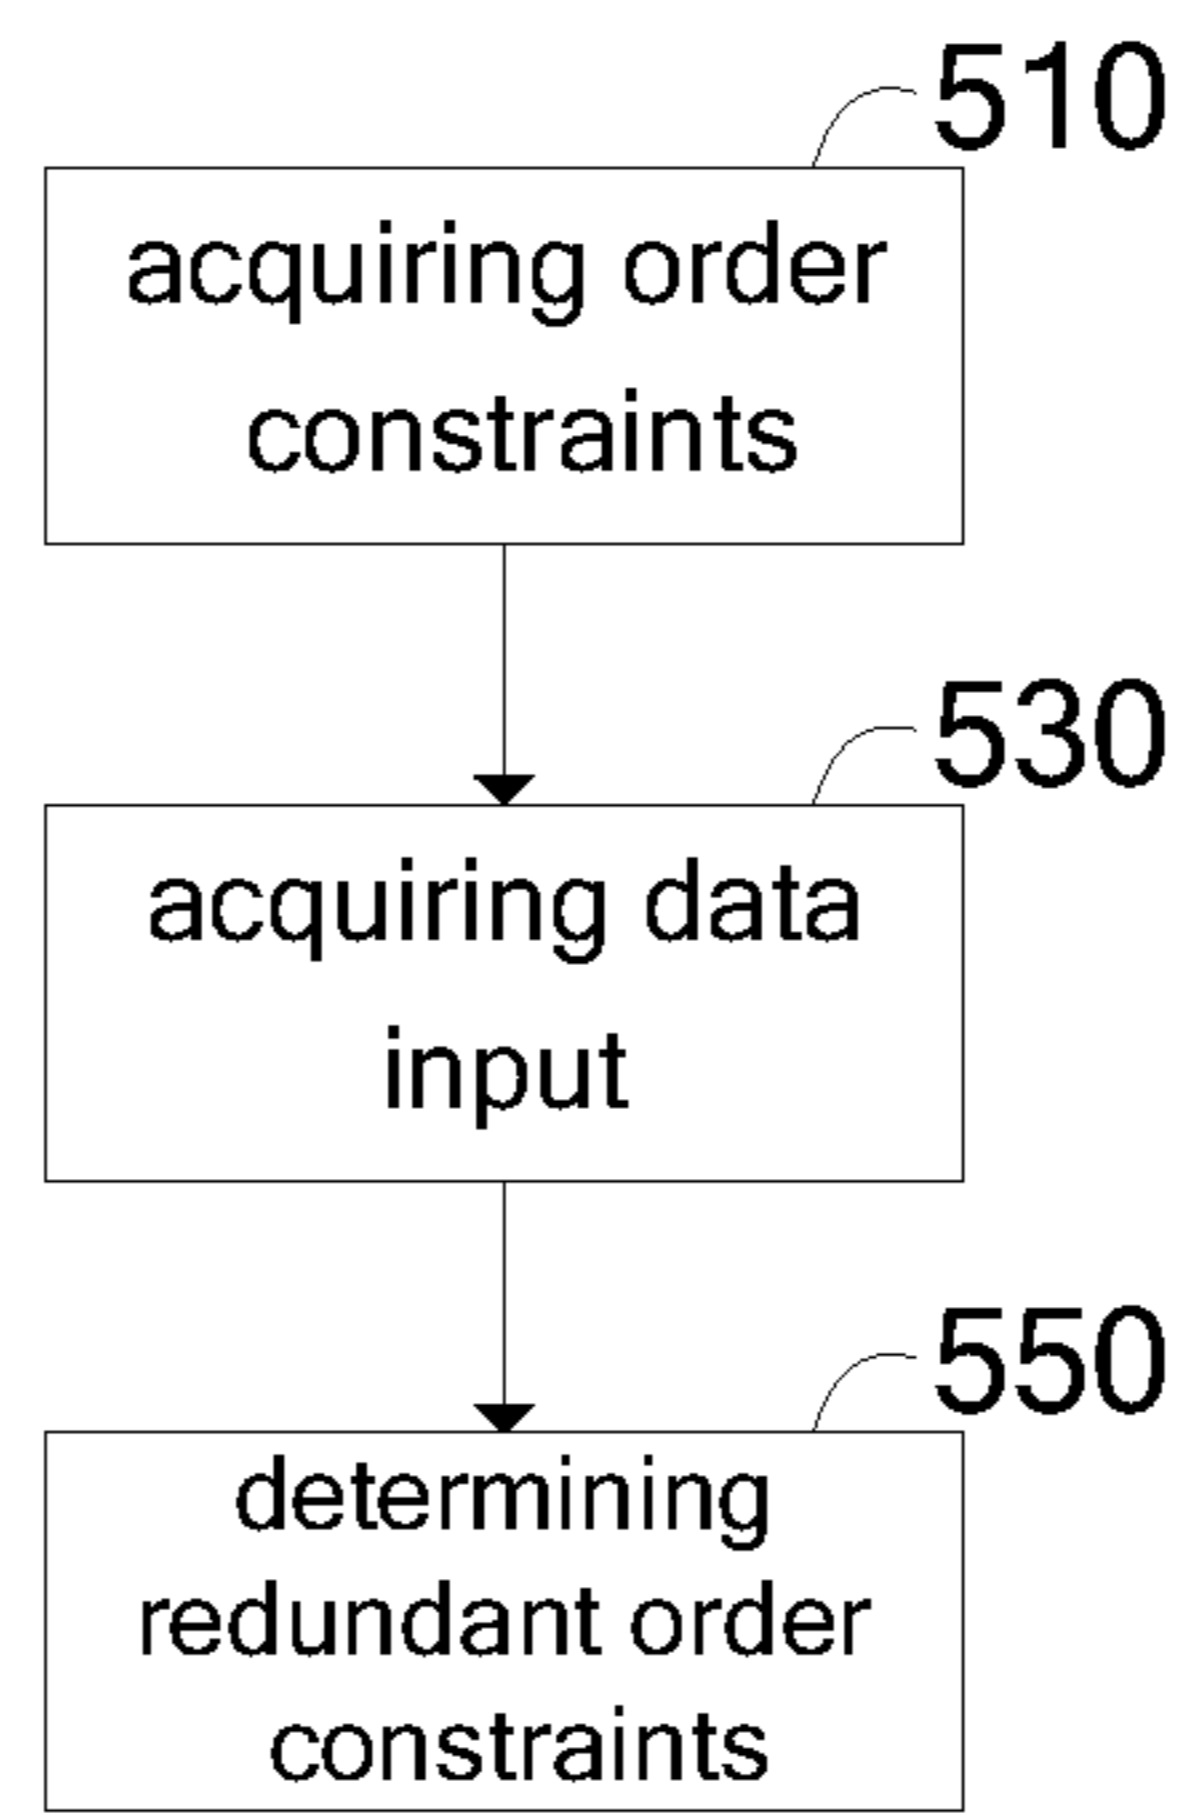 510
acquiring order
constraints
530
acquiring data
input
550
determining
redundant order
constraints